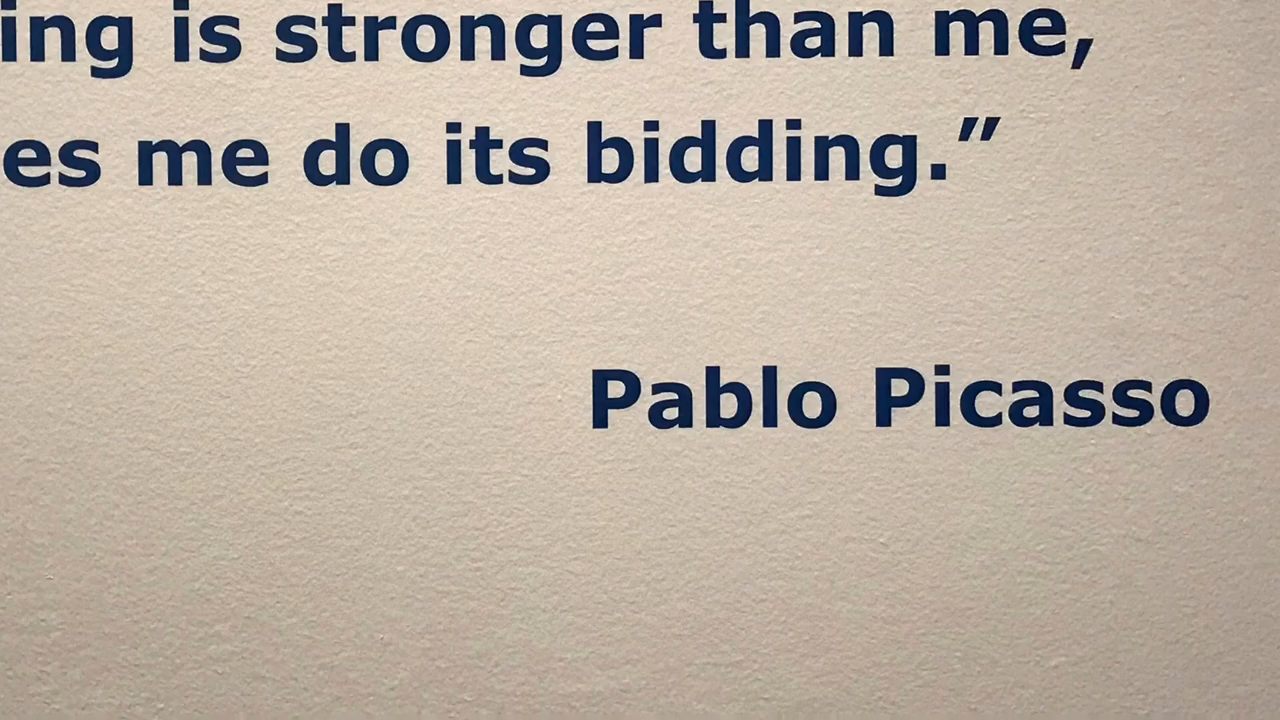 ing is stronger than me,
es me do its bidding.”
Pablo Picasso